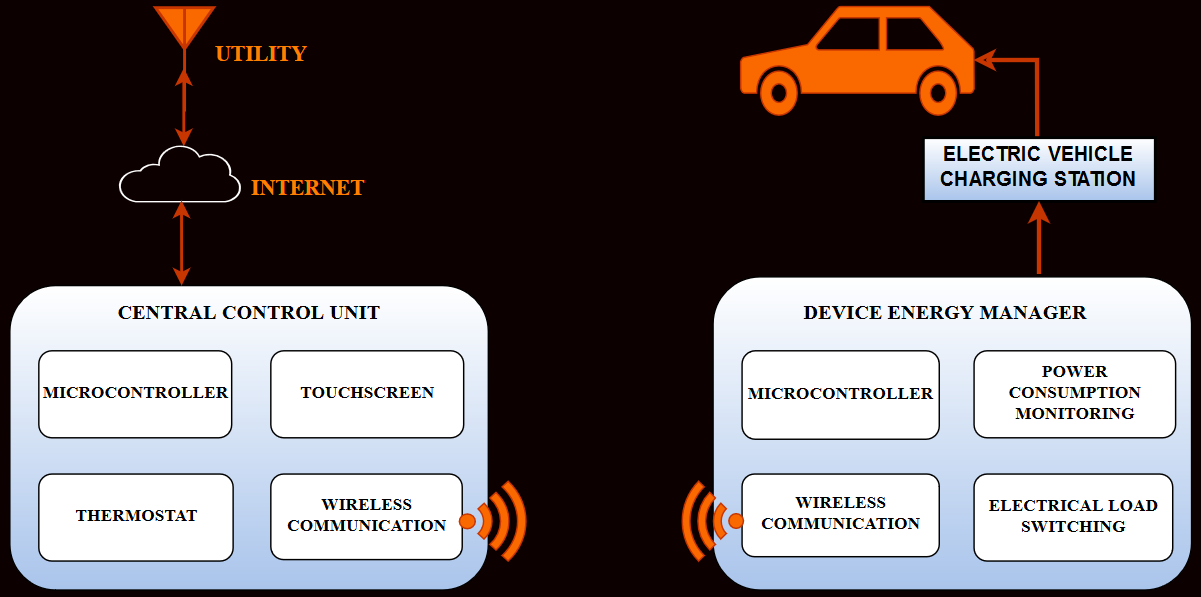 UTILITY
INTERNET
ELECTRIC VEHICLE
CHARGING STATION
CENTRAL CONTROL UNIT
MICROCONTROLLER
TOUCHSCREEN
THERMOSTAT
WIRELESS
COMMUNICATION
DEVICE ENERGY MANAGER
MICROCONTROLLER
POWER
CONSUMPTION
MONITORING
WIRELESS
COMMUNICATION
ELECTRICAL LOAD
SWITCHING